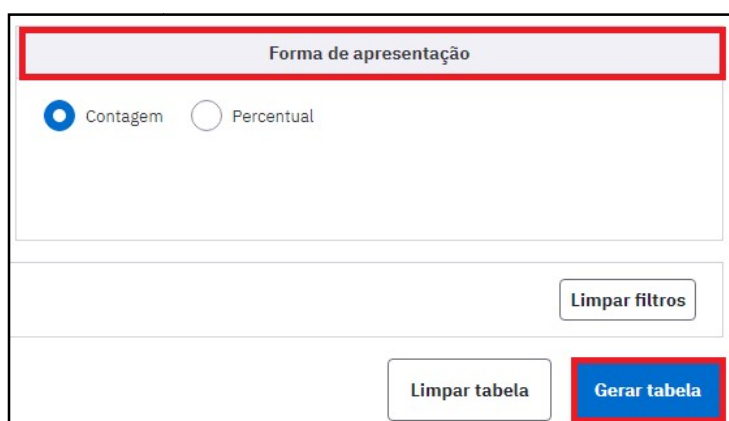 Forma de apresentação
Contagem Percentual
Limpar filtros
Limpar tabela Gerar tabela